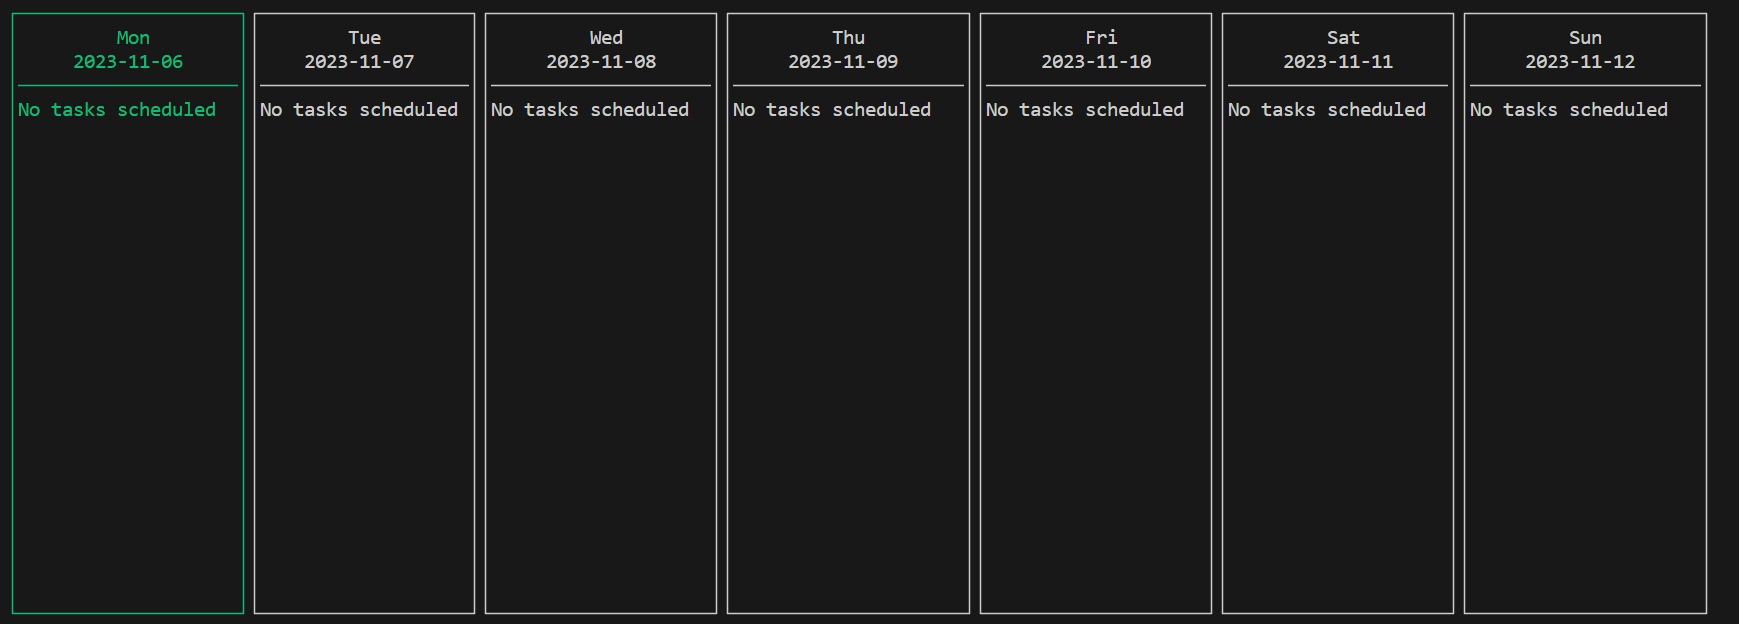 Mon
2023-11-06
No tasks scheduled
Tue
2023-11-07
No tasks scheduled
Wed
2023-11-08
No tasks scheduled
Thu
2023-11-09
No tasks scheduled
Fri
2023-11-10
No tasks scheduled
Sat
2023-11-11
No tasks scheduled
Sun
2023-11-12
No tasks scheduled